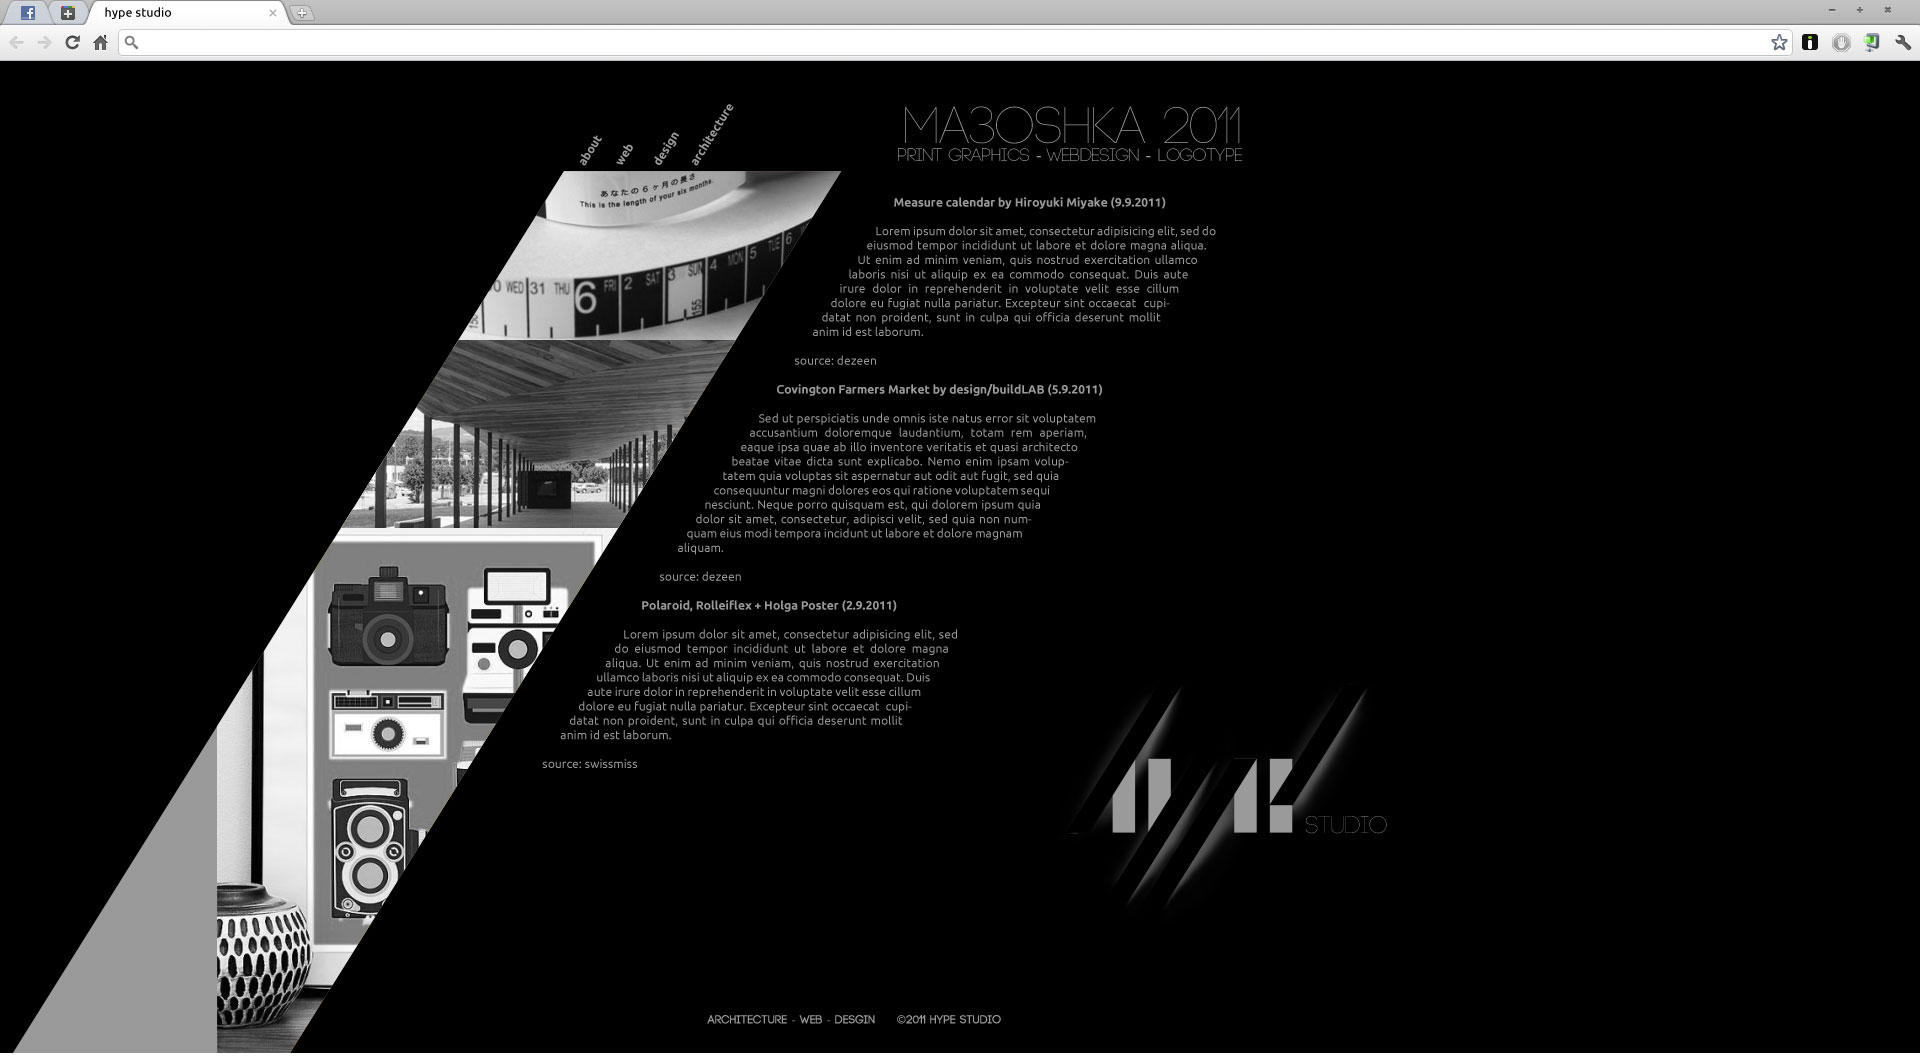 hype studio
about
web
design
architecture
MA3OSHKA 2011
PRINT GRAPHICS - WEBDESIGN - LOGOTYPE
あなたの6ヶ月の長さ
This is the length of your six months.
WED 31 THU 6 FRI 2 SAT 3 SUN 4 MON 5 TUE 6
155
Measure calendar by Hiroyuki Miyake (9.9.2011)
Lorem ipsum dolor sit amet, consectetur adipisicing elit, sed do
eiusmod tempor incididunt ut labore et dolore magna aliqua.
Ut enim ad minim veniam, quis nostrud exercitation ullamco
laboris nisi ut aliquip ex ea commodo consequat. Duis aute
irure dolor in reprehenderit in voluptate velit esse cillum
dolore eu fugiat nulla pariatur. Excepteur sint occaecat cupi-
datat non proident, sunt in culpa qui officia deserunt mollit
anim id est laborum.
source: dezeen
Covington Farmers Market by design/buildLAB (5.9.2011)
Sed ut perspiciatis unde omnis iste natus error sit voluptatem
accusantium doloremque laudantium, totam rem aperiam,
eaque ipsa quae ab illo inventore veritatis et quasi architecto
beatae vitae dicta sunt explicabo. Nemo enim ipsam volup-
tatem quia voluptas sit aspernatur aut odit aut fugit, sed quia
consequuntur magni dolores eos qui ratione voluptatem sequi
nesciunt. Neque porro quisquam est, qui dolorem ipsum quia
dolor sit amet, consectetur, adipisci velit, sed quia non num-
quam eius modi tempora incidunt ut labore et dolore magnam
aliquam.
source: dezeen
Polaroid, Rolleiflex + Holga Poster (2.9.2011)
Lorem ipsum dolor sit amet, consectetur adipisicing elit, sed
do eiusmod tempor incididunt ut labore et dolore magna
aliqua. Ut enim ad minim veniam, quis nostrud exercitation
ullamco laboris nisi ut aliquip ex ea commodo consequat. Duis
aute irure dolor in reprehenderit in voluptate velit esse cillum
dolore eu fugiat nulla pariatur. Excepteur sint occaecat cupi-
datat non proident, sunt in culpa qui officia deserunt mollit
anim id est laborum.
source: swissmiss
STUDIO
ARCHITECTURE - WEB - DESGIN ©2011 HYPE STUDIO